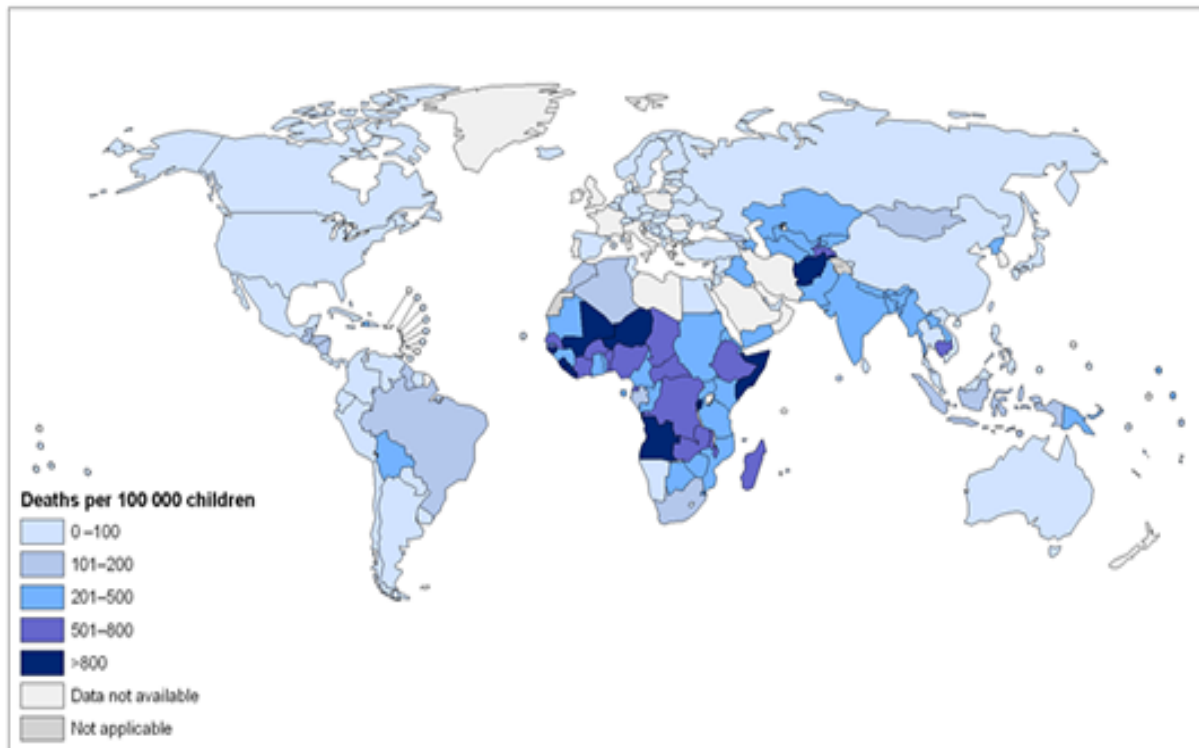 Deaths per 100 000 children
0–100
101–200
201–500
501–800
>800
Data not available
Not applicable